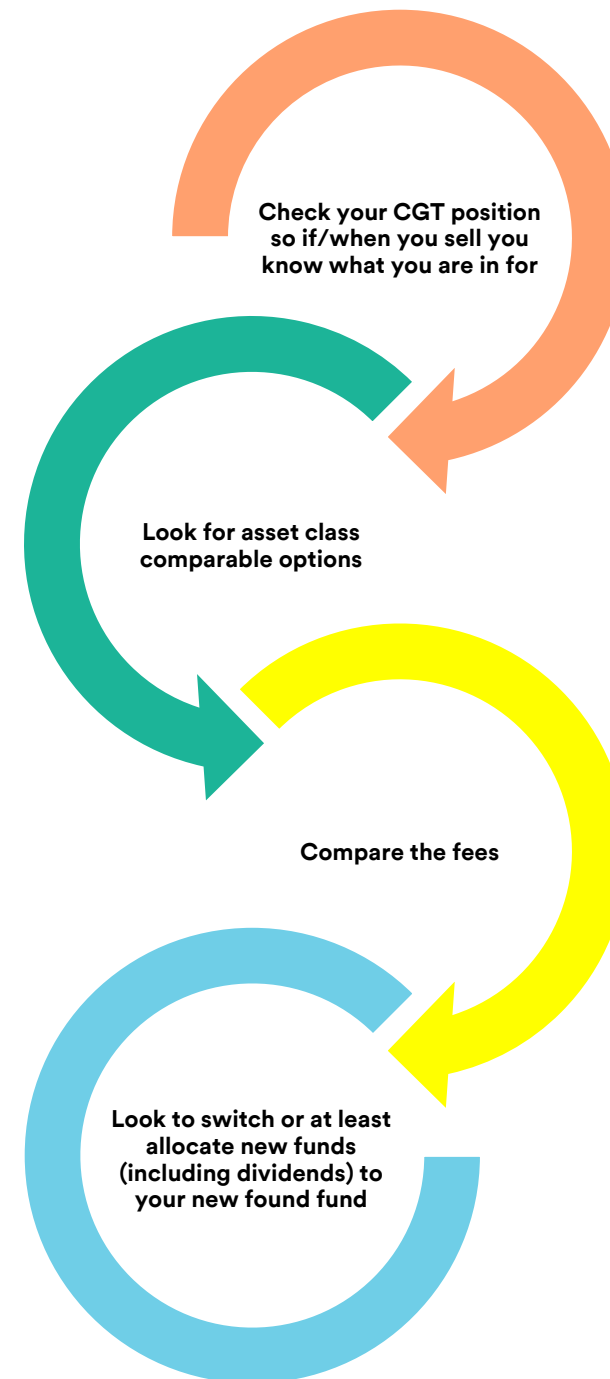 Check your CGT position
so if/when you sell you
know what you are in for
Look for asset class
comparable options
Compare the fees
Look to switch or at least
allocate new funds
(including dividends) to
your new found fund